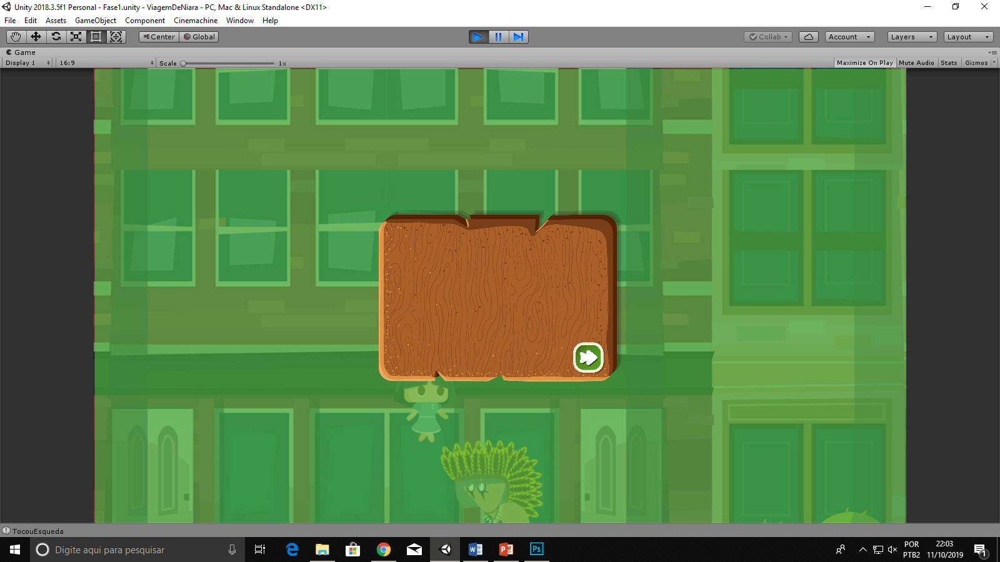 Unity 2018.3.5f1 Personal - Fase1.unity - ViagemDeNiara - PC, Mac & Linux Standalone <DX11>
File Edit Assets GameObject Component Cinemachine Window Help
Center Global Collab Account Layers Layout
Game
Display 1 16:9 Scale 1x Maximize On Play Mute Audio Stats Gizmos
TocouEsqueda
Digite aqui para pesquisar
POR 22:03
PTB2 11/10/2019 1